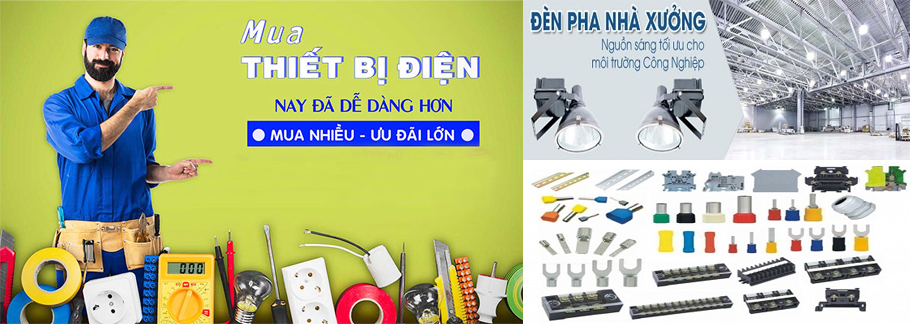 Mua
THIẾT BỊ ĐIỆN
NAY ĐÃ DỄ DÀNG HƠN
MUA NHIỀU - ƯU ĐÃI LỚN
ĐÈN PHA NHÀ XƯỞNG
Nguồn sáng tối ưu cho
môi trường Công Nghiệp
000